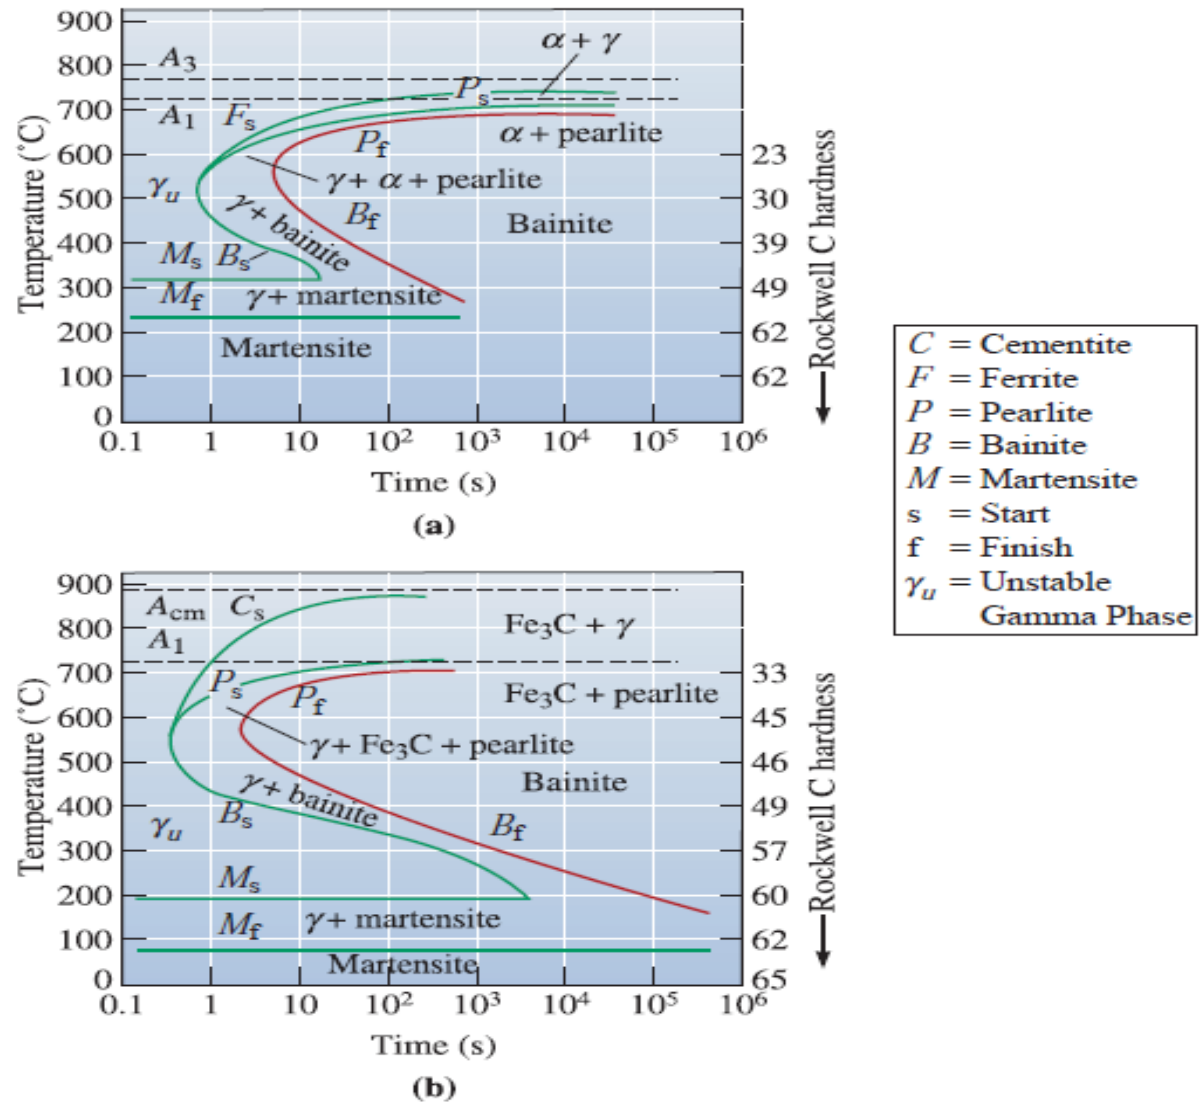 900
800
700
600
500
400
300
200
100
0
Temperature (°C)
A3
A1
Fs
Ps
α + γ
Pf
α + pearlite
γ + α + pearlite
γu
γ + bainite
Bf
Bainite
Ms
Bs
Mf
γ + martensite
Martensite
23
30
39
49
62
62
Rockwell C hardness
0.1 1 10 10² 10³ 10⁴ 10⁵ 10⁶
Time (s)
(a)
C = Cementite
F = Ferrite
P = Pearlite
B = Bainite
M = Martensite
s = Start
f = Finish
γu = Unstable
Gamma Phase
900
800
700
600
500
400
300
200
100
0
Temperature (°C)
Acm
Cs
A1
Fe₃C + γ
Ps
Pf
Fe₃C + pearlite
γ + Fe₃C + pearlite
γ + bainite
Bainite
Bs
Bf
γu
Ms
Mf
γ + martensite
Martensite
33
45
46
49
57
60
62
65
Rockwell C hardness
0.1 1 10 10² 10³ 10⁴ 10⁵ 10⁶
Time (s)
(b)